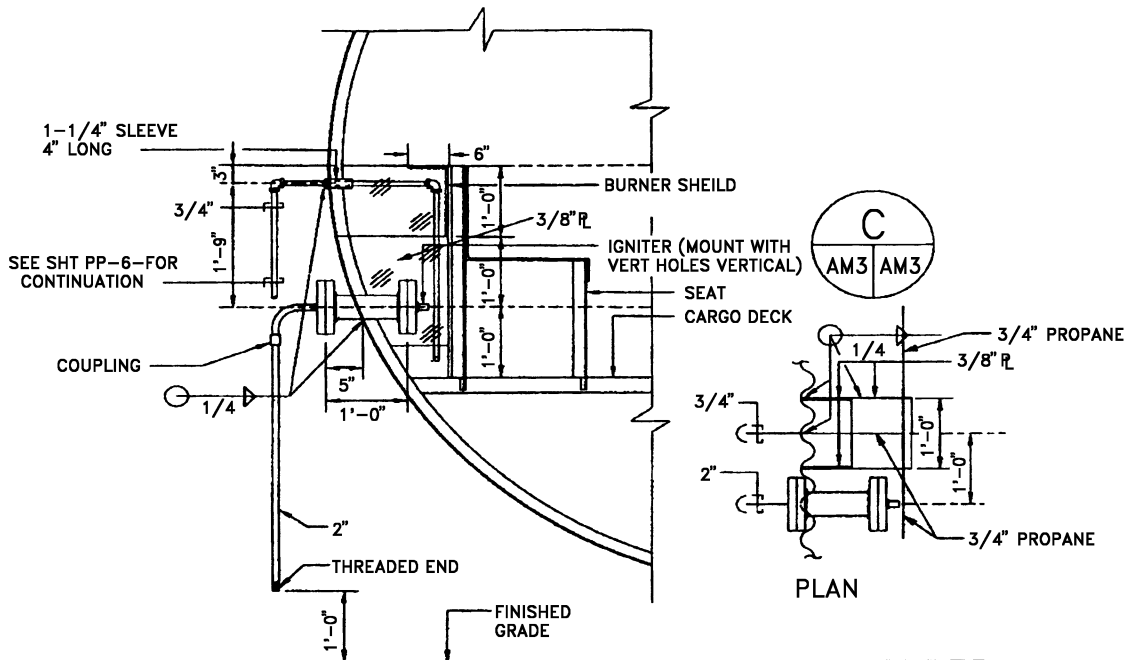 1-1/4" SLEEVE
4" LONG
6"
3"
BURNER SHEILD
1'-0"
3/4"
3/8" ℄
1'-9"
IGNITER (MOUNT WITH
VERT HOLES VERTICAL)
SEE SHT PP-6-FOR
CONTINUATION
1'-0"
SEAT
CARGO DECK
1'-0"
COUPLING
5"
1/4
1'-0"
2"
THREADED END
1'-0"
FINISHED
GRADE
C
AM3 AM3
3/4" PROPANE
1/4
3/8" ℄
3/4"
1'-0"
1'-0"
2"
3/4" PROPANE
PLAN